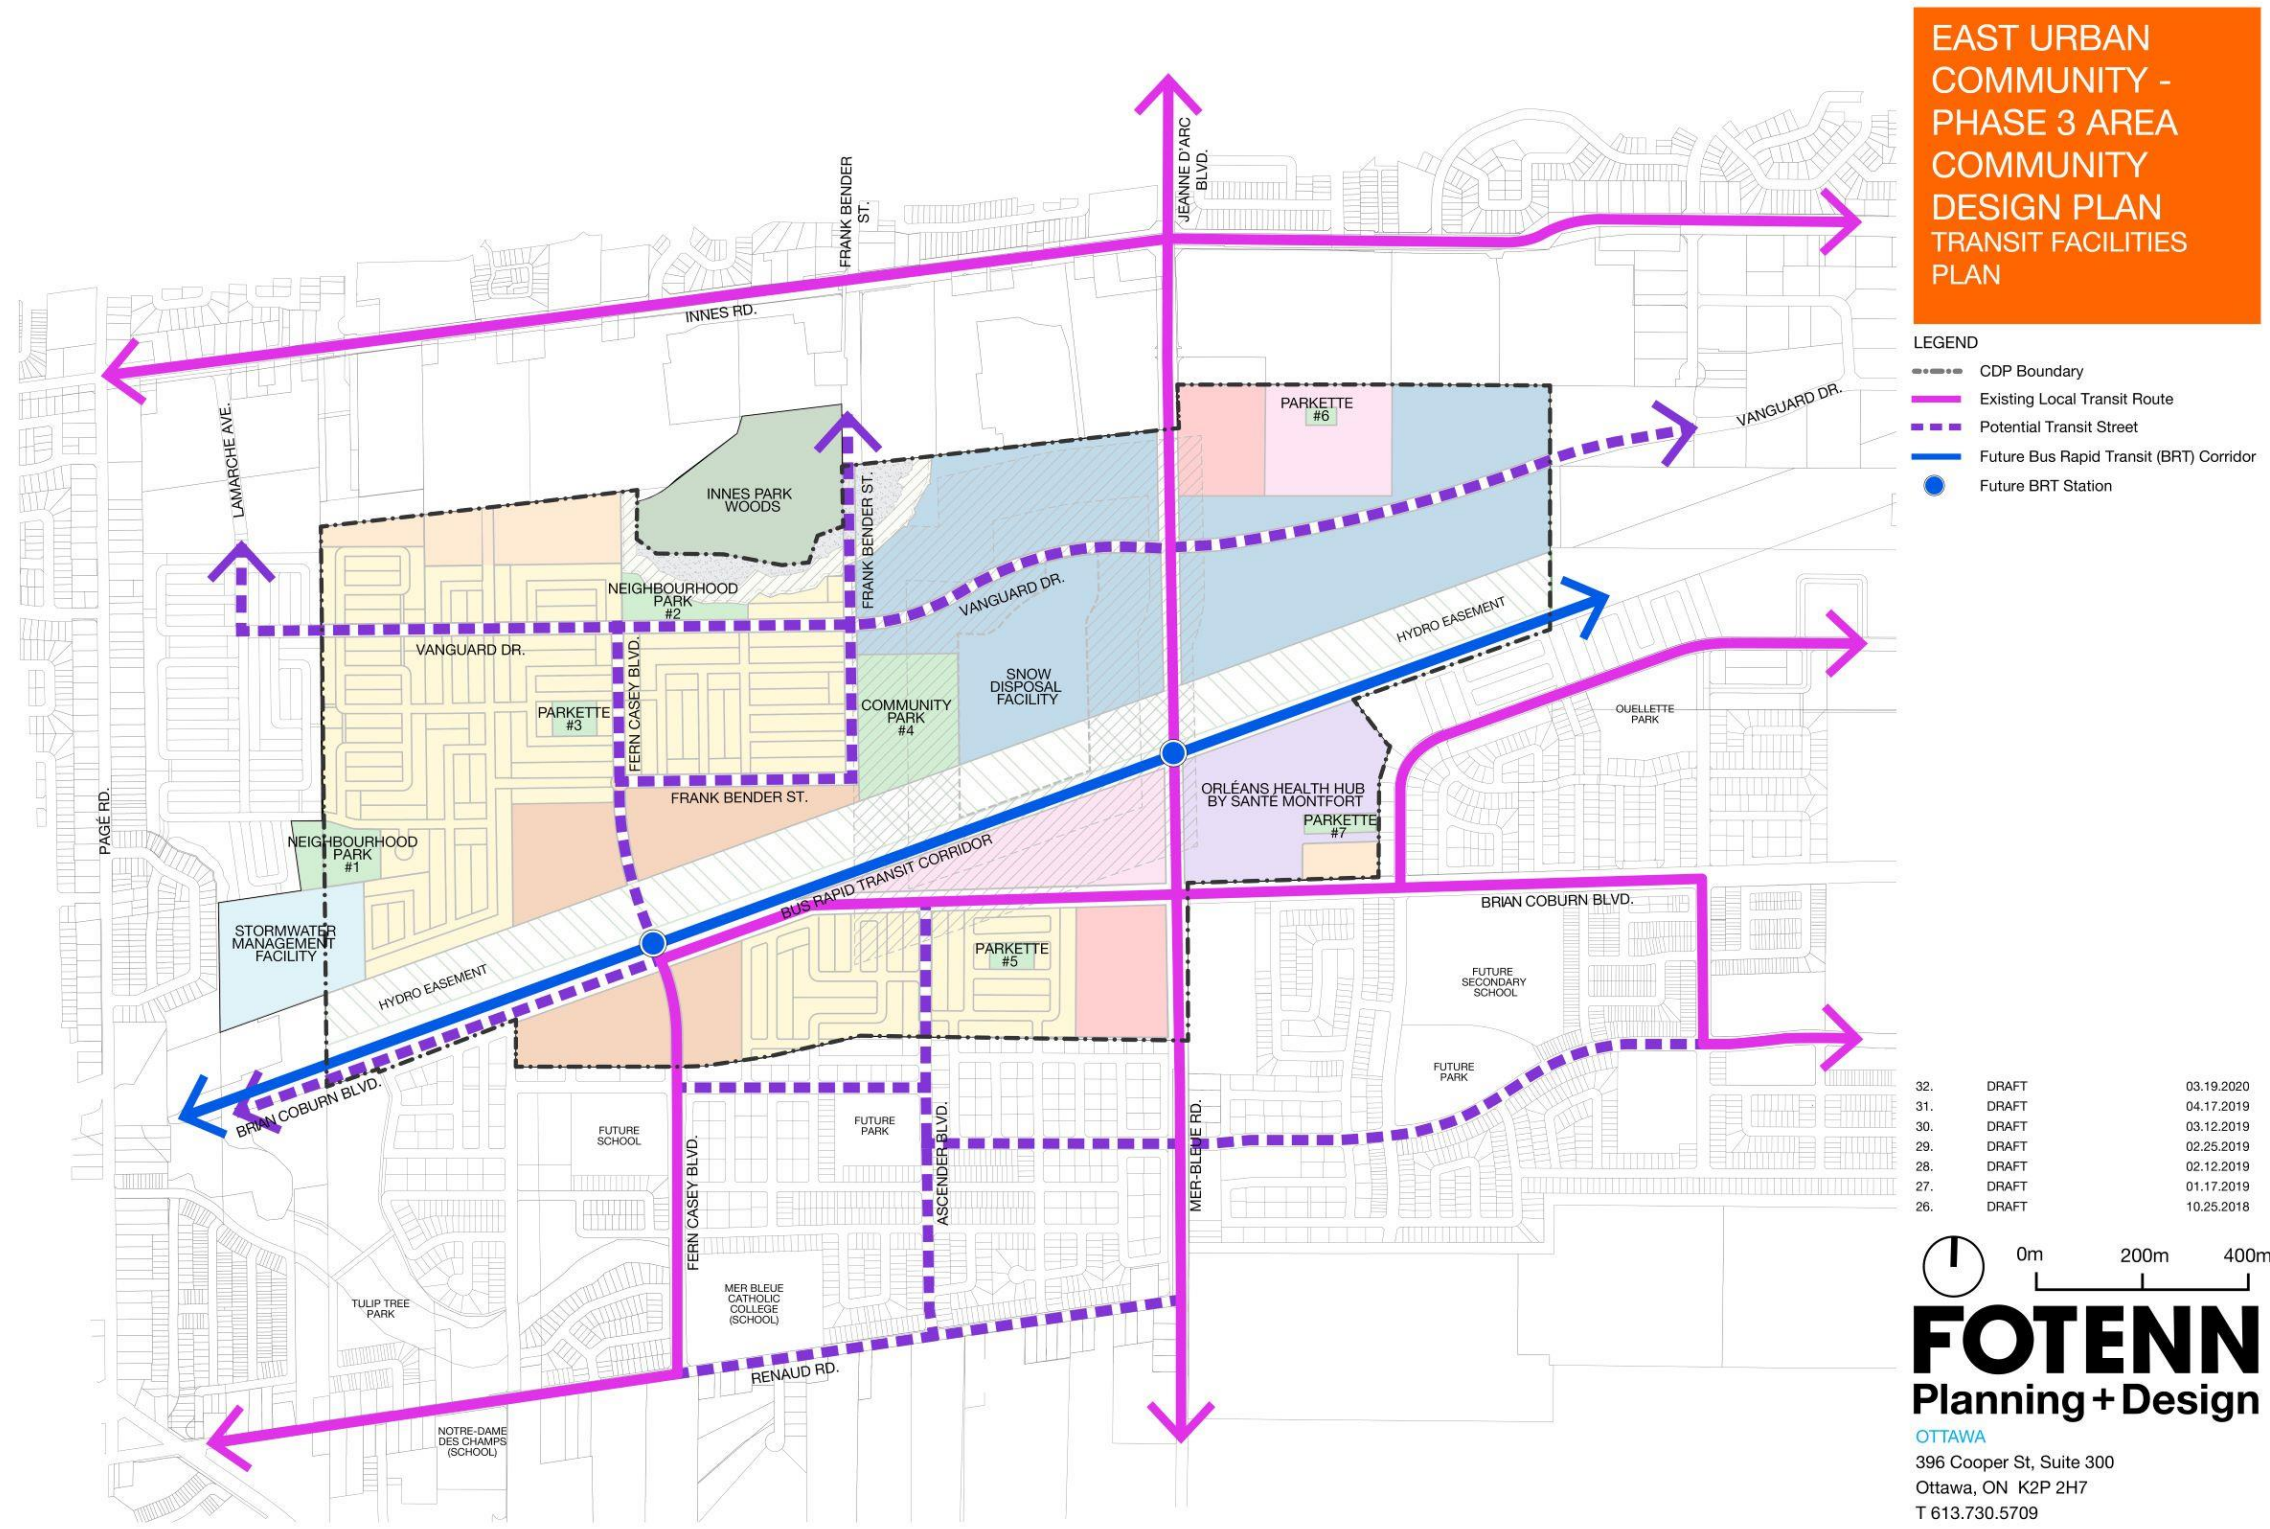 EAST URBAN
COMMUNITY -
PHASE 3 AREA
COMMUNITY
DESIGN PLAN
TRANSIT FACILITIES
PLAN
LEGEND
CDP Boundary
Existing Local Transit Route
Potential Transit Street
Future Bus Rapid Transit (BRT) Corridor
Future BRT Station
JEANNE D'ARC
BLVD.
FRANK BENDER
ST.
INNES RD.
LAMARCHE AVE.
PARKETTE
#6
VANGUARD DR.
INNES PARK
WOODS
FRANK BENDER ST.
NEIGHBOURHOOD
PARK
#2
VANGUARD DR.
HYDRO EASEMENT
VANGUARD DR.
FERN CASEY BLVD.
SNOW
DISPOSAL
FACILITY
COMMUNITY
PARK
#4
PARKETTE
#3
OUELLETTE
PARK
FRANK BENDER ST.
ORLÉANS HEALTH HUB
BY SANTÉ MONTFORT
PARKETTE
#7
PAGÉ RD.
NEIGHBOURHOOD
PARK
#1
BUS RAPID TRANSIT CORRIDOR
BRIAN COBURN BLVD.
STORMWATER
MANAGEMENT
FACILITY
PARKETTE
#5
HYDRO EASEMENT
FUTURE
SECONDARY
SCHOOL
FUTURE
PARK
BRIAN COBURN BLVD.
FUTURE
SCHOOL
FUTURE
PARK
FERN CASEY BLVD.
ASCENDER BLVD.
MER-BLEUE RD.
MER BLEUE
CATHOLIC
COLLEGE
(SCHOOL)
TULIP TREE
PARK
RENAUD RD.
NOTRE-DAME
DES CHAMPS
(SCHOOL)
32. DRAFT 03.19.2020
31. DRAFT 04.17.2019
30. DRAFT 03.12.2019
29. DRAFT 02.25.2019
28. DRAFT 02.12.2019
27. DRAFT 01.17.2019
26. DRAFT 10.25.2018
0m 200m 400m
FOTENN
Planning+Design
OTTAWA
396 Cooper St, Suite 300
Ottawa, ON K2P 2H7
T 613.730.5709